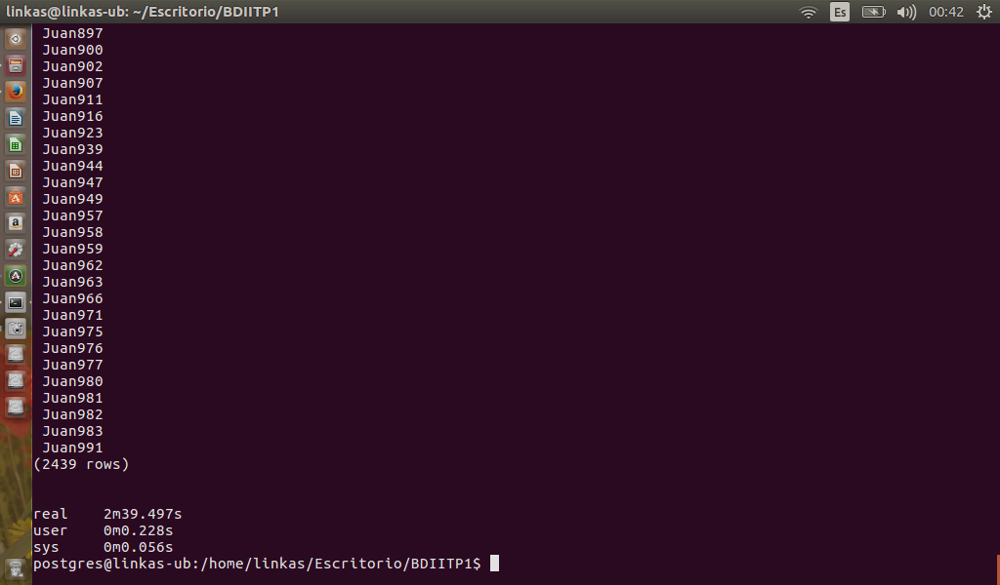 linkas@linkas-ub: ~/Escritorio/BDIITP1
Es
00:42
Juan897
Juan900
Juan902
Juan907
Juan911
Juan916
Juan923
Juan939
Juan944
Juan947
Juan949
Juan957
Juan958
Juan959
Juan962
Juan963
Juan966
Juan971
Juan975
Juan976
Juan977
Juan980
Juan981
Juan982
Juan983
Juan991
(2439 rows)
real 2m39.497s
user 0m0.228s
sys 0m0.056s
postgres@linkas-ub:/home/linkas/Escritorio/BDIITP1$